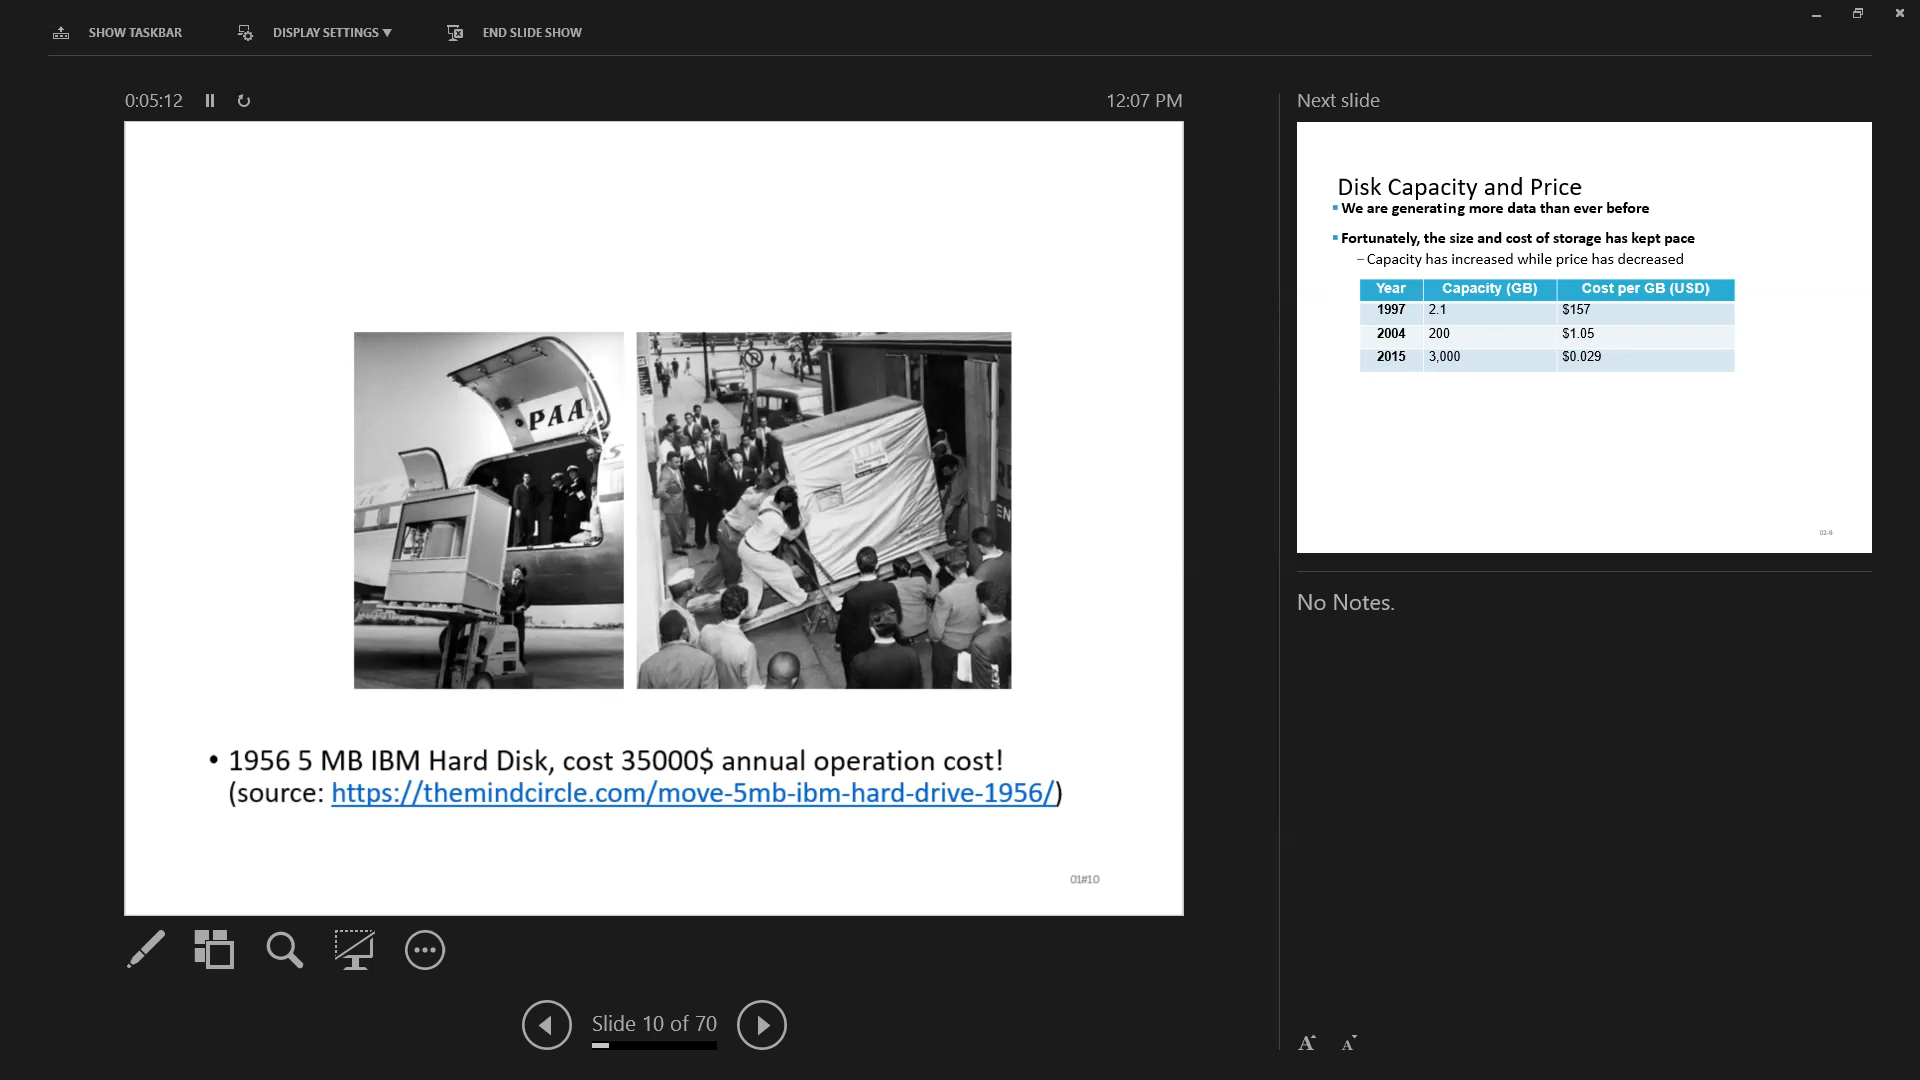 SHOW TASKBAR
DISPLAY SETTINGS ▼
END SLIDE SHOW
0:05:12
12:07 PM
PAA
IBM
• 1956 5 MB IBM Hard Disk, cost 35000$ annual operation cost!
(source: https://themindcircle.com/move-5mb-ibm-hard-drive-1956/)
01#10
Slide 10 of 70
Next slide
Disk Capacity and Price
▪ We are generating more data than ever before
▪ Fortunately, the size and cost of storage has kept pace
– Capacity has increased while price has decreased
Year Capacity (GB) Cost per GB (USD)
1997 2.1 $157
2004 200 $1.05
2015 3,000 $0.029
02-9
No Notes.
A A